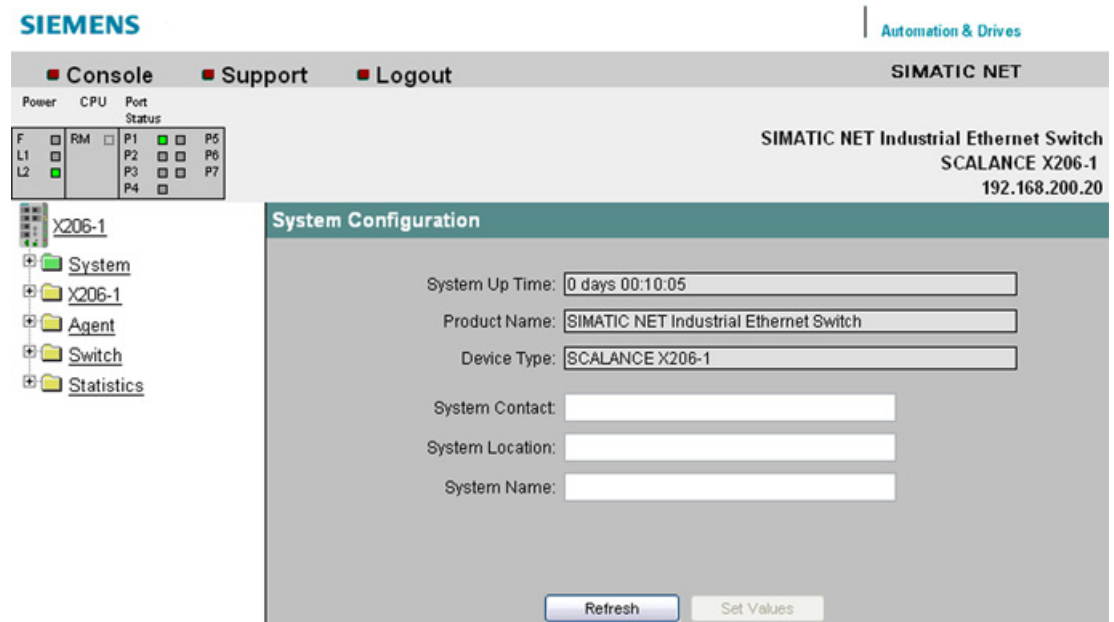 SIEMENS
Automation & Drives
Console Support Logout SIMATIC NET
Power CPU Port Status
F RM P1 P5
L1 P2 P6
L2 P3 P7
P4
SIMATIC NET Industrial Ethernet Switch
SCALANCE X206-1
192.168.200.20
X206-1
System
X206-1
Agent
Switch
Statistics
System Configuration
System Up Time: 0 days 00:10:05
Product Name: SIMATIC NET Industrial Ethernet Switch
Device Type: SCALANCE X206-1
System Contact:
System Location:
System Name:
Refresh Set Values